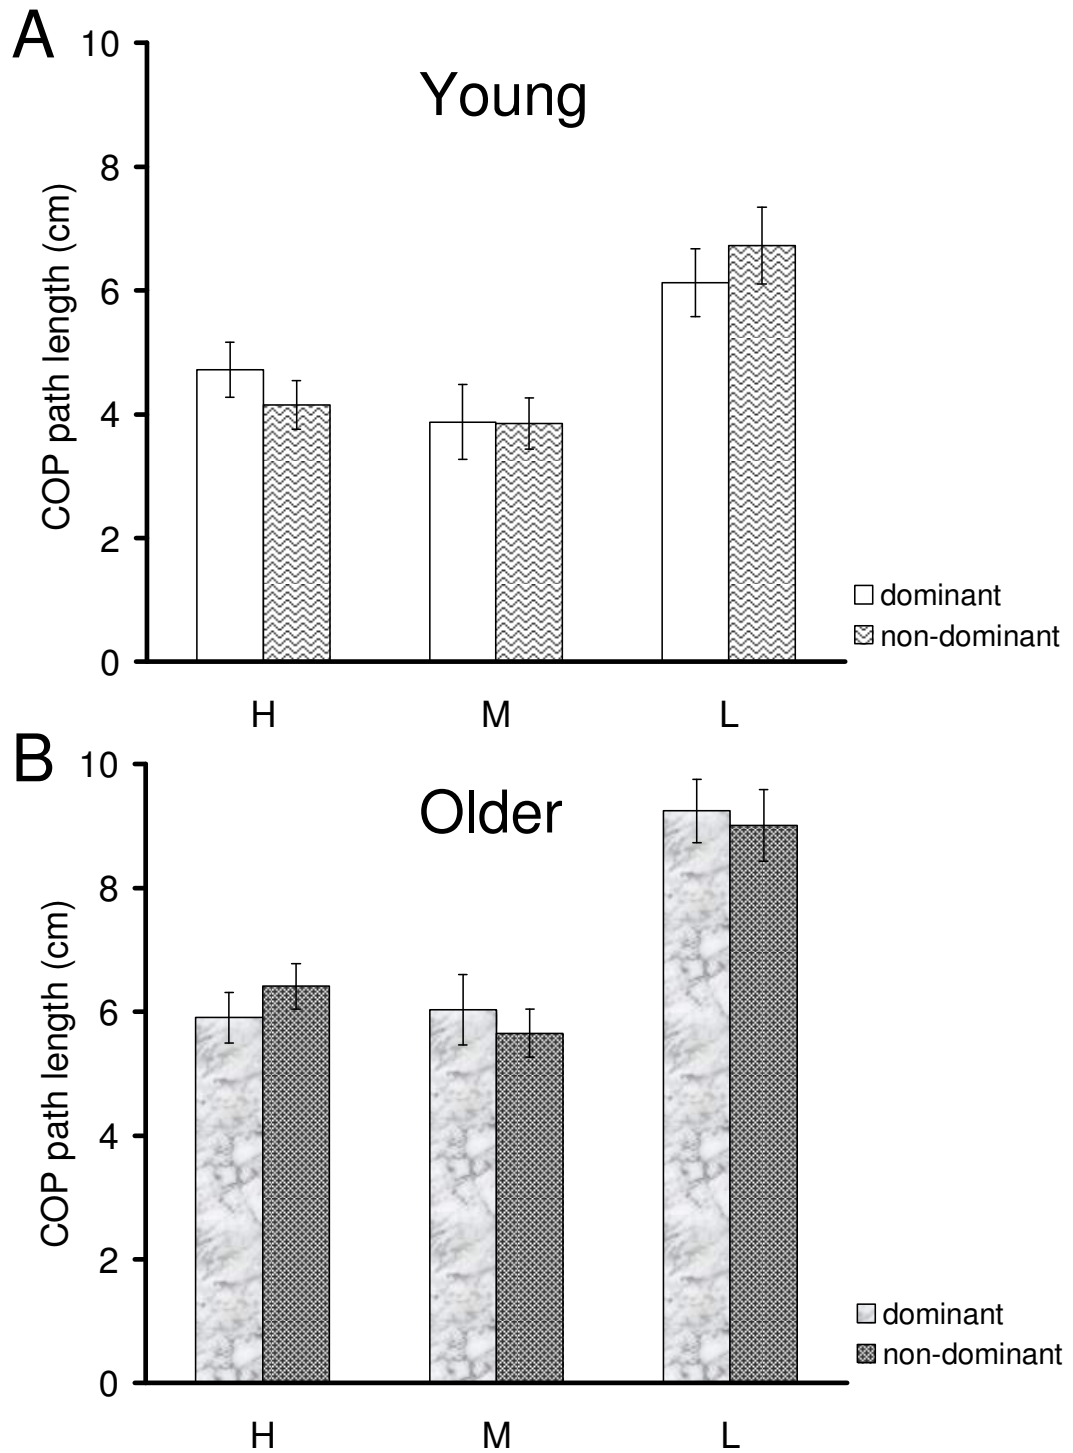 A
Young
COP path length (cm)
10
8
6
4
2
0
H M L
dominant
non-dominant
B
Older
COP path length (cm)
10
8
6
4
2
0
H M L
dominant
non-dominant